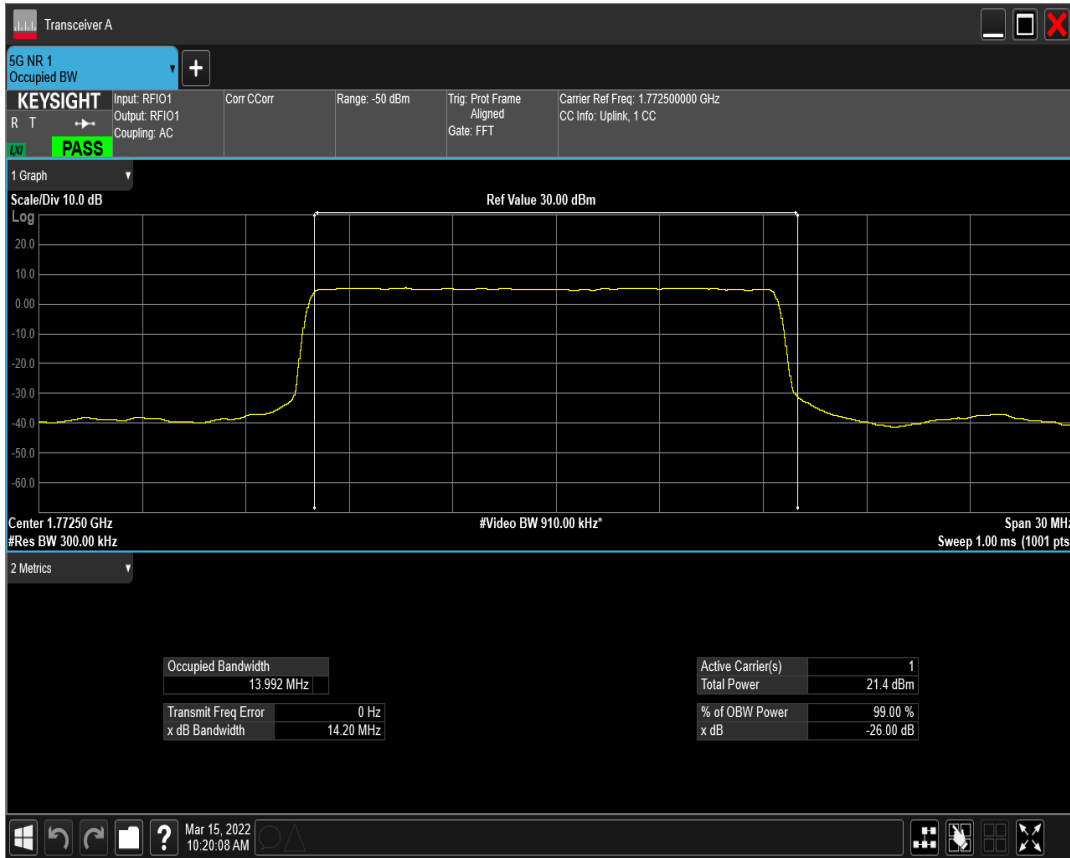 Transceiver A
5G NR 1
Occupied BW
KEYSIGHT
R T
LXI
PASS
Input: RFIO1
Output: RFIO1
Coupling: AC
Corr CCorr
Range: -50 dBm
Trig: Prot Frame
Aligned
Gate: FFT
Carrier Ref Freq: 1.772500000 GHz
CC Info: Uplink, 1 CC
1 Graph
Scale/Div 10.0 dB
Ref Value 30.00 dBm
Log
20.0
10.0
0.00
-10.0
-20.0
-30.0
-40.0
-50.0
-60.0
Center 1.77250 GHz
#Video BW 910.00 kHz*
Span 30 MHz
#Res BW 300.00 kHz
Sweep 1.00 ms (1001 pts
2 Metrics
Occupied Bandwidth
13.992 MHz
Transmit Freq Error 0 Hz
x dB Bandwidth 14.20 MHz
Active Carrier(s) 1
Total Power 21.4 dBm
% of OBW Power 99.00 %
x dB -26.00 dB
?
Mar 15, 2022
10:20:08 AM